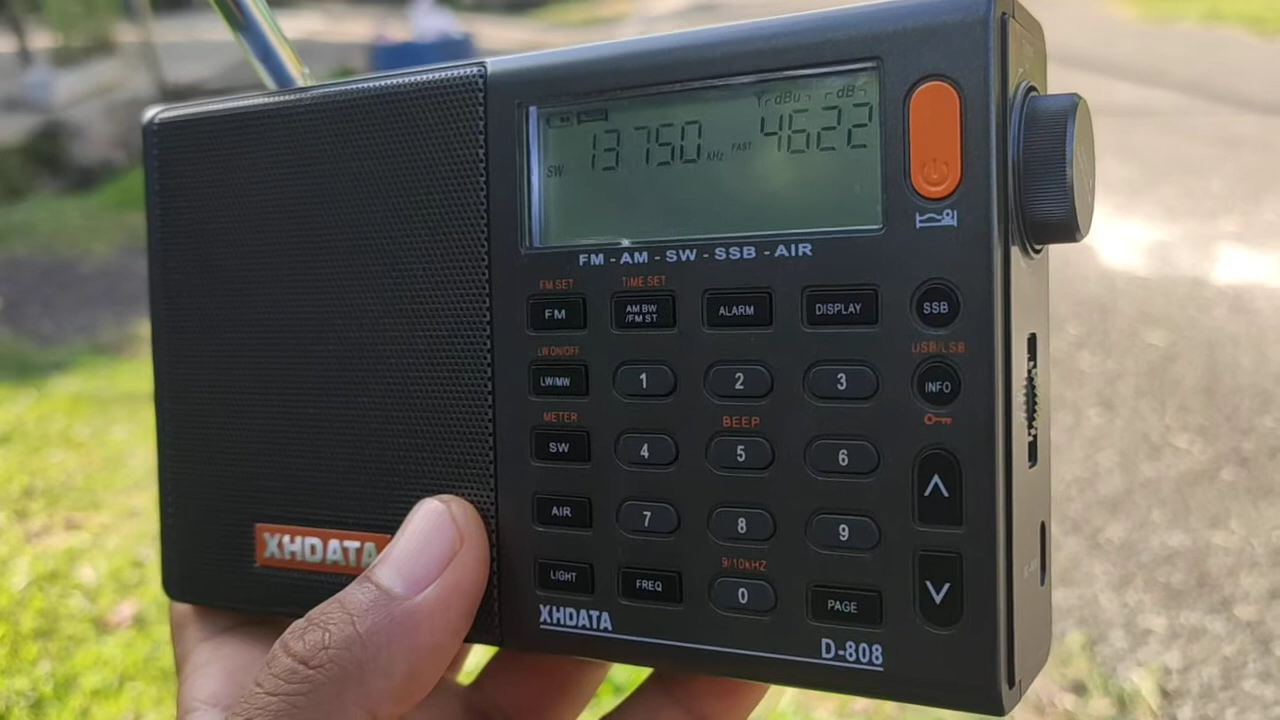 dBu dB
SW 13750 KHz FAST 4622
FM - AM - SW - SSB - AIR
FM SET TIME SET
FM AM BW /FM ST ALARM DISPLAY SSB
LW ON/OFF USB/LSB
LW/MW 1 2 3 INFO
METER BEEP
SW 4 5 6
AIR 7 8 9
9/10kHZ
LIGHT FREQ 0 PAGE
XHDATA
XHDATA D-808